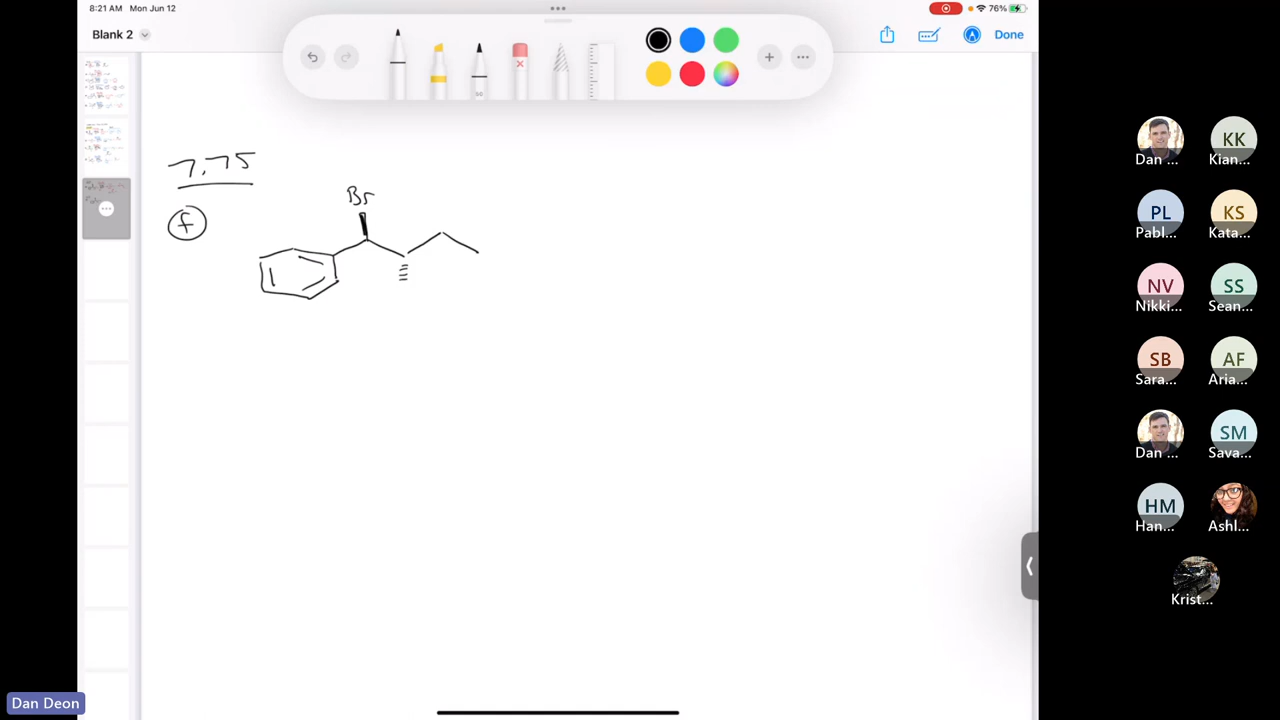 8:21 AM Mon Jun 12
76%
Blank 2
Done
7.75
f
Br
Dan ...
KK
Kian...
PL
Pabl...
KS
Kata...
NV
Nikki...
SS
Sean...
SB
Sara...
AF
Aria...
Dan ...
SM
Sava...
HM
Han...
Ashl...
Krist...
Dan Deon